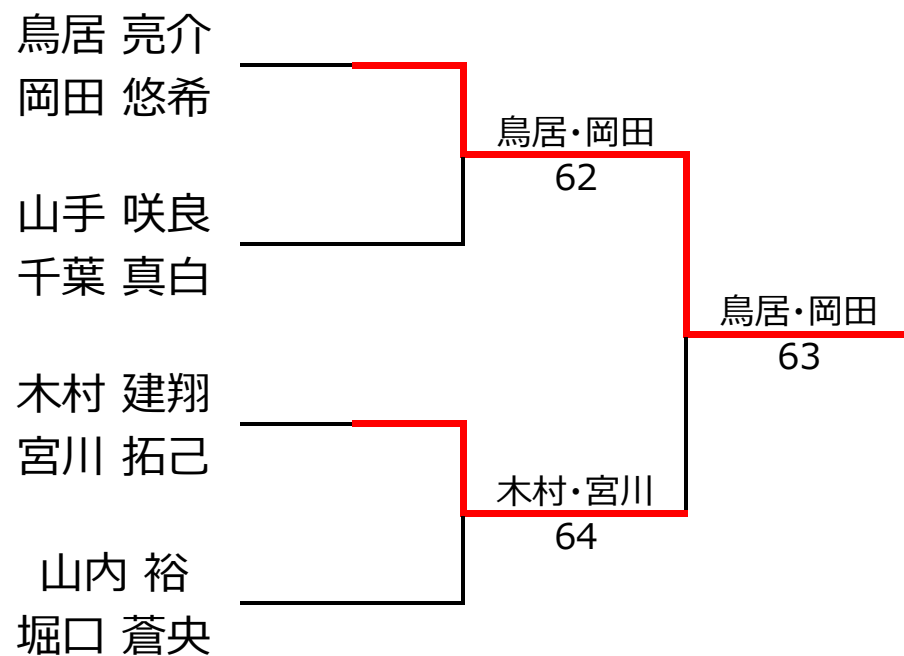 鳥居 亮介
岡田 悠希
鳥居・岡田
62
山手 咲良
千葉 真白
鳥居・岡田
63
木村 建翔
宮川 拓己
木村・宮川
64
山内 裕
堀口 蒼央